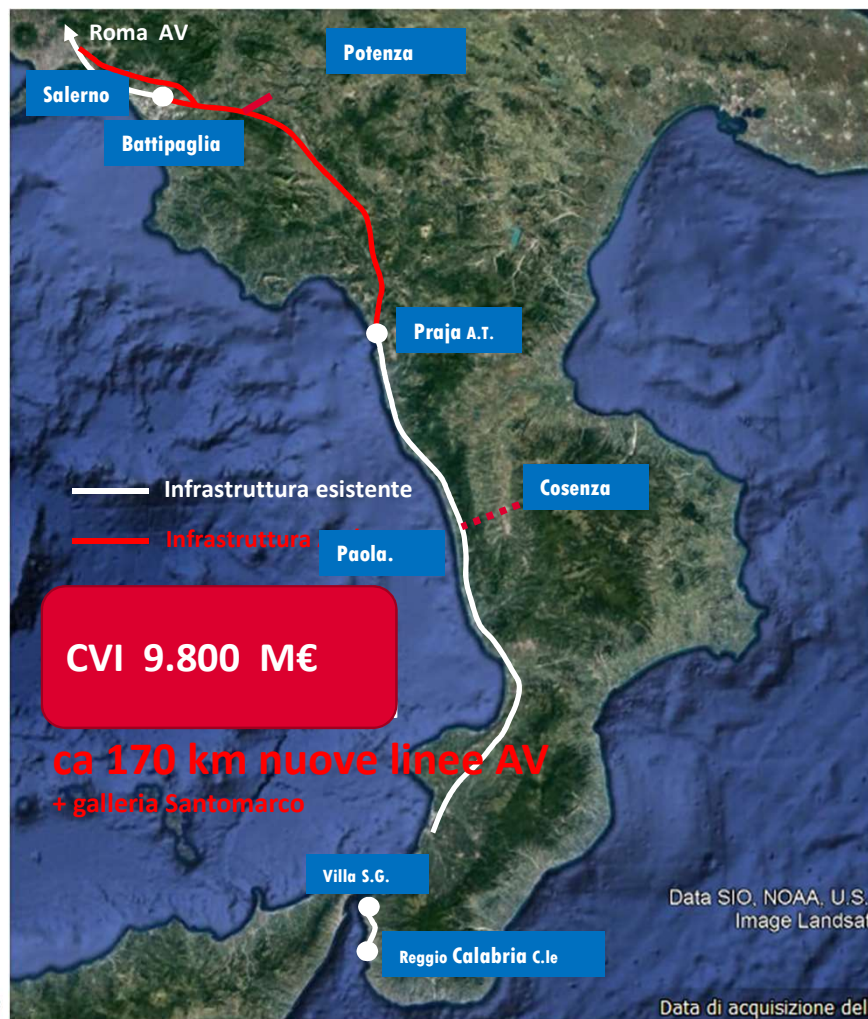 Roma AV
Potenza
Salerno
Battipaglia
Praja A.T.
Infrastruttura esistente
Cosenza
Infrastruttura
Paola.
CVI 9.800 M€
ca 170 km nuove linee AV
+ galleria Santomarco
Villa S.G.
Data SIO, NOAA, U.S.
Image Landsat
Reggio Calabria C.le
Data di acquisizione del